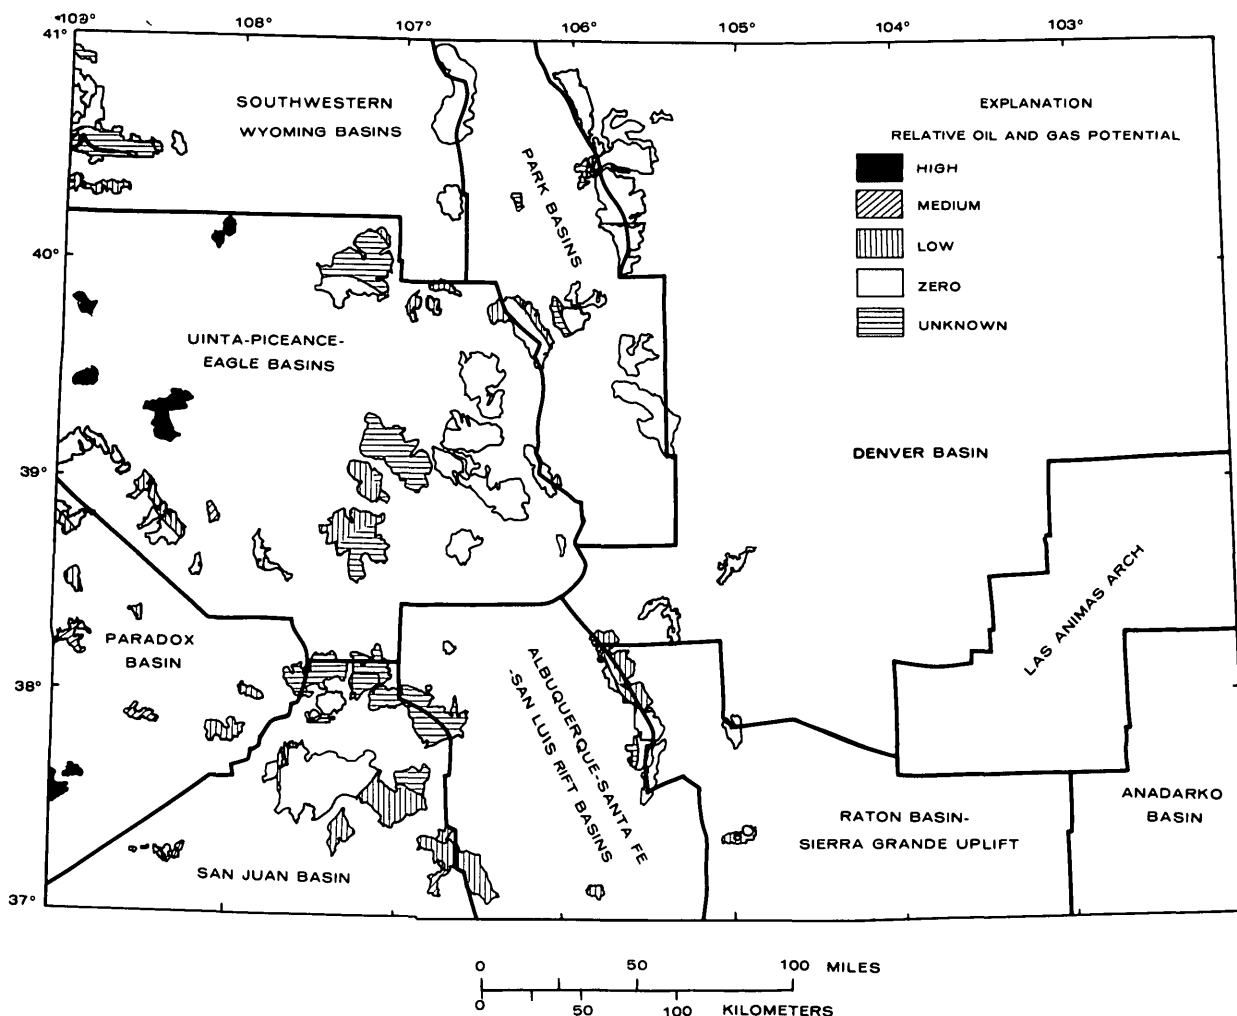 109° 108° 107° 106° 105° 104° 103°
41°
SOUTHWESTERN
WYOMING BASINS
EXPLANATION
RELATIVE OIL AND GAS POTENTIAL
HIGH
MEDIUM
LOW
ZERO
UNKNOWN
PARK BASINS
40°
UINTA-PICEANCE-
EAGLE BASINS
DENVER BASIN
39°
LAS ANIMAS ARCH
PARADOX
BASIN
ALBUQUERQUE-SANTA FE
-SAN LUIS RIFT BASINS
38°
ANADARKO
BASIN
RATON BASIN-
SIERRA GRANDE UPLIFT
SAN JUAN BASIN
37°
0 50 100 MILES
0 50 100 KILOMETERS